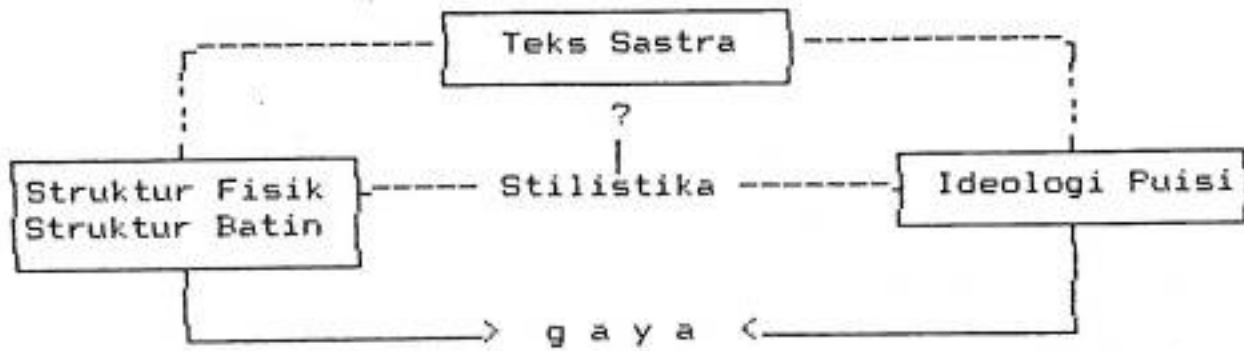 Teks Sastra
?
Struktur Fisik
Struktur Batin
Stilistika
Ideologi Puisi
> g a y a <